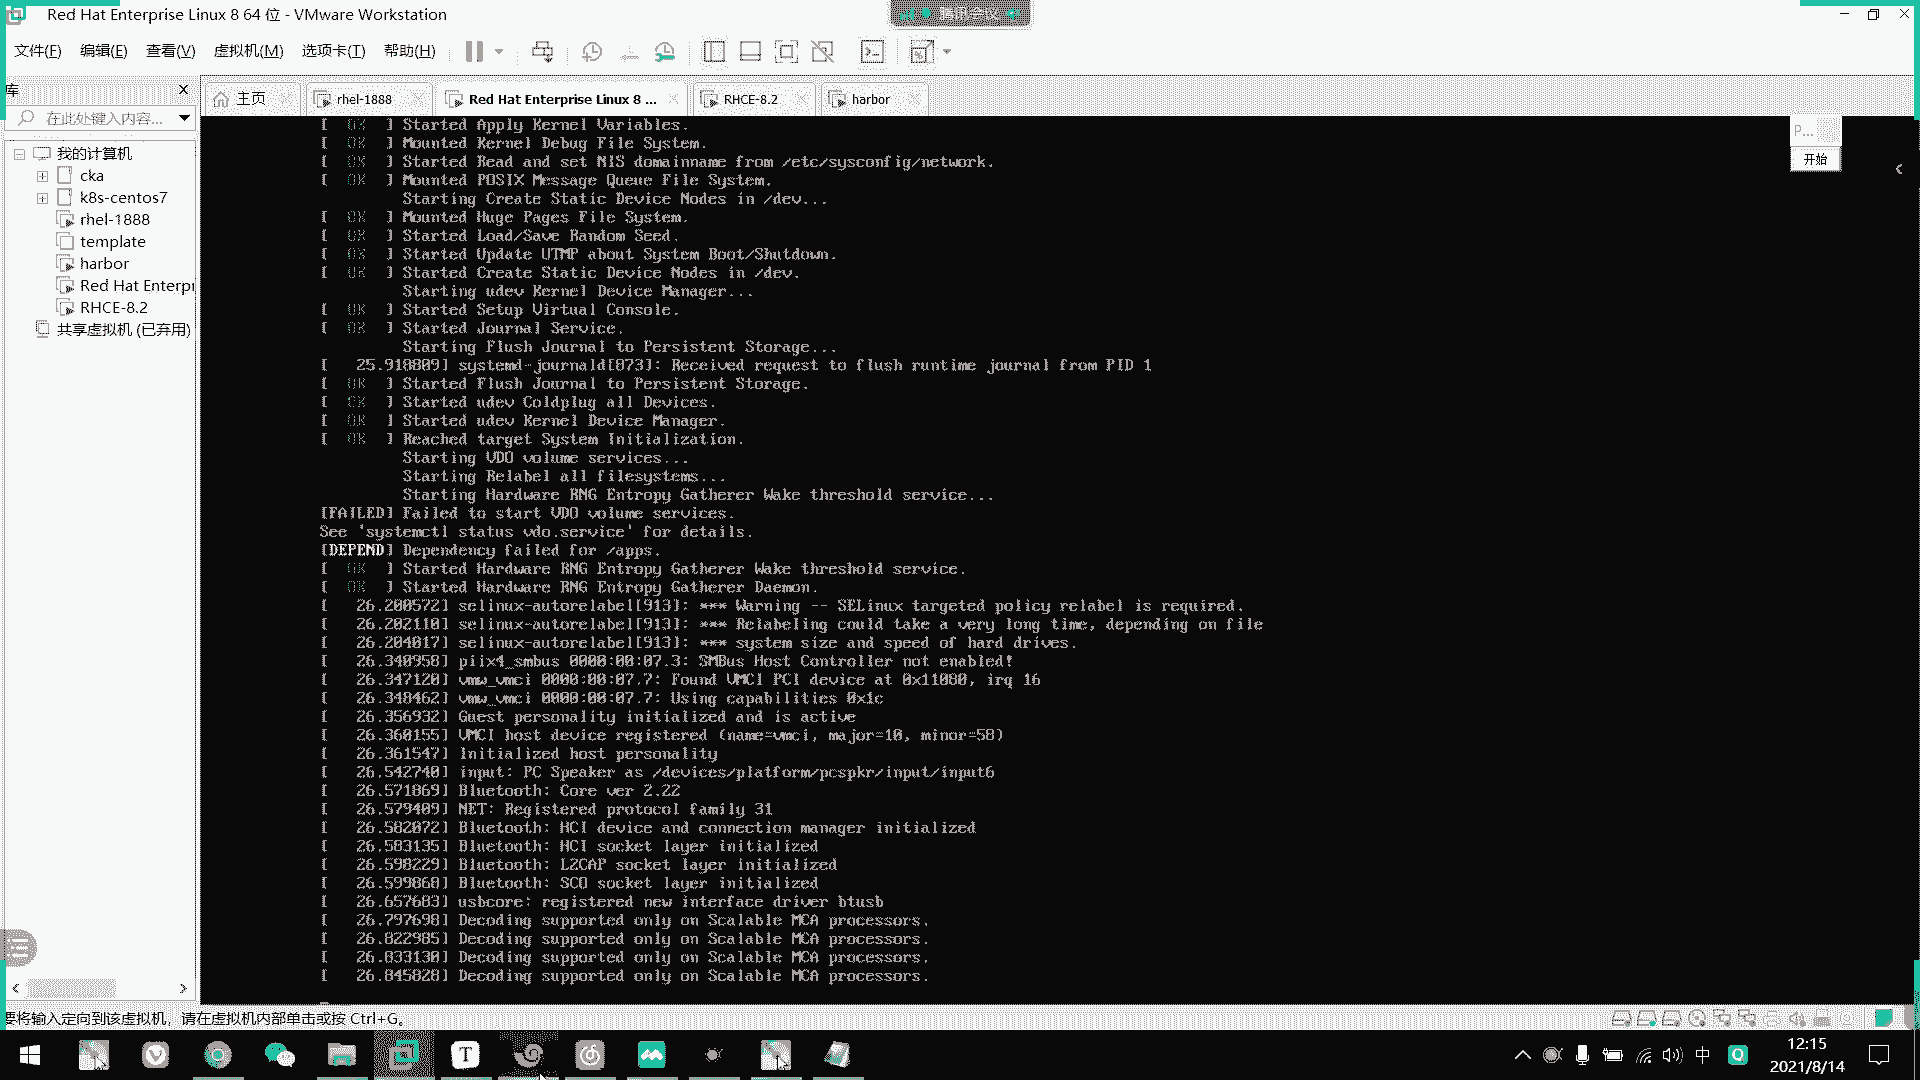 Red Hat Enterprise Linux 8 64 位 - VMware Workstation
腾讯会议
文件(F) 编辑(E) 查看(V) 虚拟机(M) 选项卡(T) 帮助(H)
库
主页 rhel-1888 Red Hat Enterprise Linux 8 ... RHCE-8.2 harbor
在此处键入内容...
我的计算机
cka
k8s-centos7
rhel-1888
template
harbor
Red Hat Enterpri
RHCE-8.2
共享虚拟机 (已弃用)
P...
开始
[ OK ] Started Apply Kernel Variables.
[ OK ] Mounted Kernel Debug File System.
[ OK ] Started Read and set NIS domainname from /etc/sysconfig/network.
[ OK ] Mounted POSIX Message Queue File System.
Starting Create Static Device Nodes in /dev...
[ OK ] Mounted Huge Pages File System.
[ OK ] Started Load/Save Random Seed.
[ OK ] Started Update UTMP about System Boot/Shutdown.
[ OK ] Started Create Static Device Nodes in /dev.
Starting udev Kernel Device Manager...
[ OK ] Started Setup Virtual Console.
[ OK ] Started Journal Service.
Starting Flush Journal to Persistent Storage...
[ 25.918809] systemd-journald[873]: Received request to flush runtime journal from PID 1
[ OK ] Started Flush Journal to Persistent Storage.
[ OK ] Started udev Coldplug all Devices.
[ OK ] Started udev Kernel Device Manager.
[ OK ] Reached target System Initialization.
Starting VDO volume services...
Starting Relabel all filesystems...
Starting Hardware RNG Entropy Gatherer Wake threshold service...
[FAILED] Failed to start VDO volume services.
See 'systemctl status vdo.service' for details.
[DEPEND] Dependency failed for /apps.
[ OK ] Started Hardware RNG Entropy Gatherer Wake threshold service.
[ OK ] Started Hardware RNG Entropy Gatherer Daemon.
[ 26.200572] selinux-autorelabel[913]: *** Warning -- SELinux targeted policy relabel is required.
[ 26.202110] selinux-autorelabel[913]: *** Relabeling could take a very long time, depending on file
[ 26.204017] selinux-autorelabel[913]: *** system size and speed of hard drives.
[ 26.340958] piix4_smbus 0000:00:07.3: SMBus Host Controller not enabled!
[ 26.347120] vmw_vmci 0000:00:07.7: Found VMCI PCI device at 0x11080, irq 16
[ 26.348462] vmw_vmci 0000:00:07.7: Using capabilities 0x1c
[ 26.356932] Guest personality initialized and is active
[ 26.360155] VMCI host device registered (name=vmci, major=10, minor=58)
[ 26.361547] Initialized host personality
[ 26.542740] input: PC Speaker as /devices/platform/pcspkr/input/input6
[ 26.571869] Bluetooth: Core ver 2.22
[ 26.579409] NET: Registered protocol family 31
[ 26.582072] Bluetooth: HCI device and connection manager initialized
[ 26.583135] Bluetooth: HCI socket layer initialized
[ 26.598229] Bluetooth: L2CAP socket layer initialized
[ 26.599868] Bluetooth: SCO socket layer initialized
[ 26.657683] usbcore: registered new interface driver btusb
[ 26.797698] Decoding supported only on Scalable MCA processors.
[ 26.822985] Decoding supported only on Scalable MCA processors.
[ 26.833130] Decoding supported only on Scalable MCA processors.
[ 26.845828] Decoding supported only on Scalable MCA processors.
要将输入定向到该虚拟机，请在虚拟机内部单击或按 Ctrl+G。
中
12:15
2021/8/14